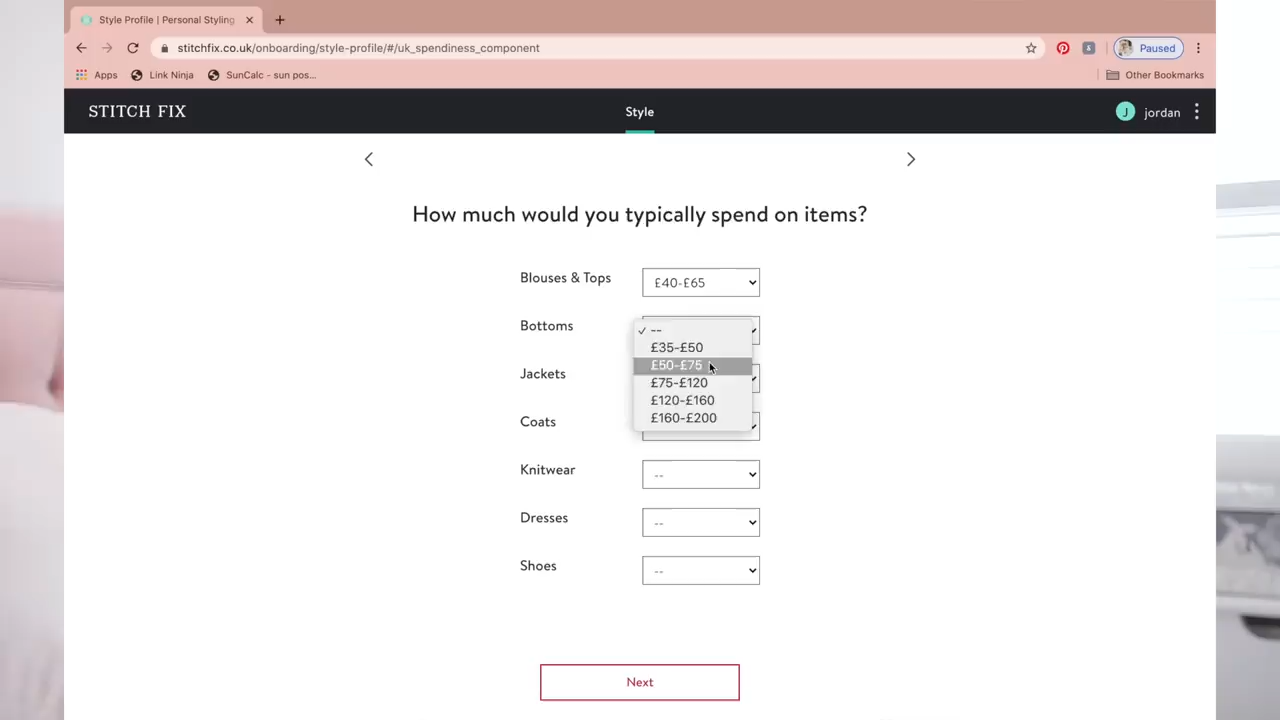 Style Profile | Personal Styling
stitchfix.co.uk/onboarding/style-profile/#/uk_spendiness_component
Paused
Apps
Link Ninja
SunCalc - sun pos...
Other Bookmarks
STITCH FIX
Style
J
jordan
How much would you typically spend on items?
Blouses & Tops
£40-£65
Bottoms
--
£35-£50
£50-£75
£75-£120
£120-£160
£160-£200
Jackets
Coats
Knitwear
--
Dresses
--
Shoes
--
Next